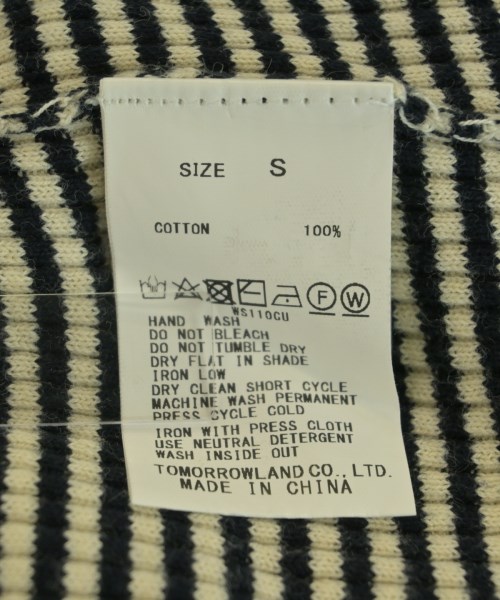 SIZE S
COTTON 100%
F W
WS110CU
HAND WASH
DO NOT BLEACH
DO NOT TUMBLE DRY
DRY FLAT IN SHADE
IRON LOW
DRY CLEAN SHORT CYCLE
MACHINE WASH PERMANENT
PRESS CYCLE COLD
IRON WITH PRESS CLOTH
USE NEUTRAL DETERGENT
WASH INSIDE OUT
TOMORROWLAND CO., LTD.
MADE IN CHINA